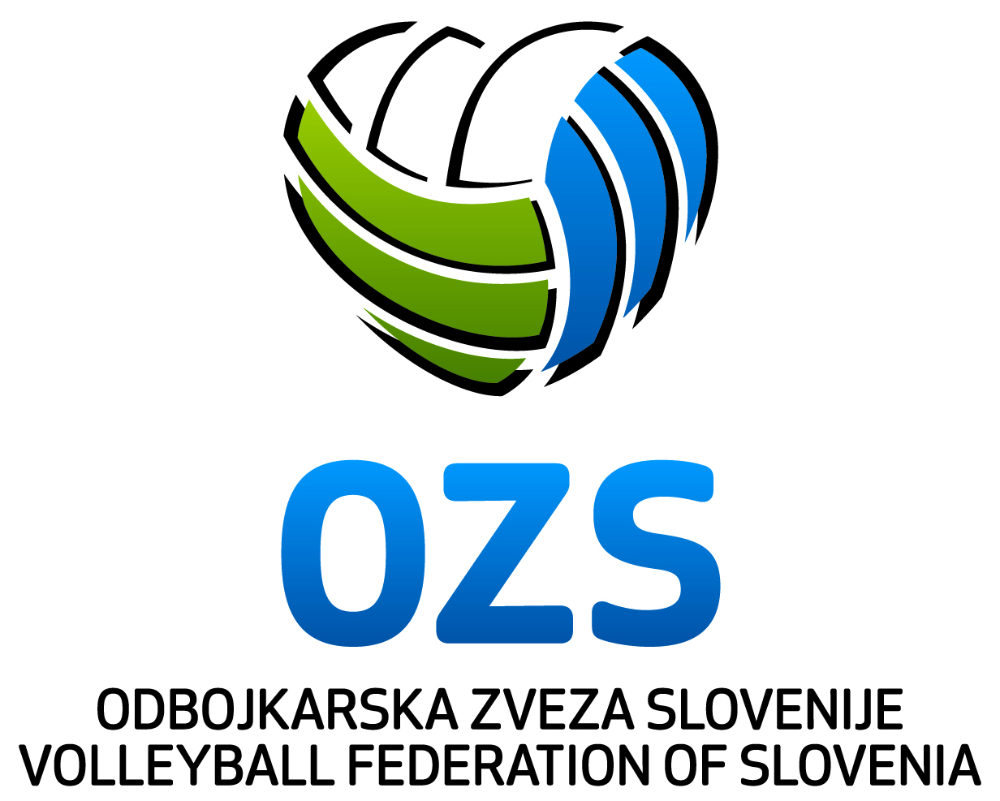 OZS
ODBOJKARSKA ZVEZA SLOVENIJE
VOLLEYBALL FEDERATION OF SLOVENIA